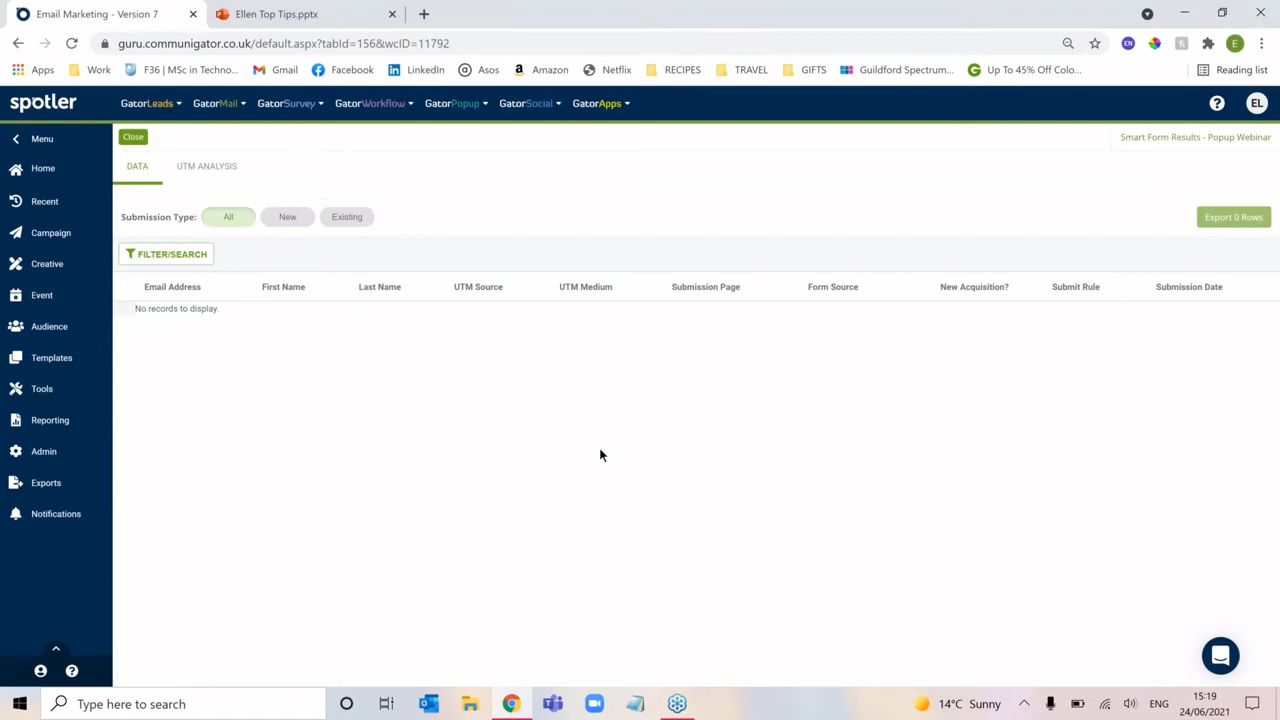 Email Marketing - Version 7
Ellen Top Tips.pptx
guru.communigator.co.uk/default.aspx?tabId=156&wcID=11792
EN
E
Apps
Work
F36 | MSc in Techno...
Gmail
Facebook
LinkedIn
Asos
Amazon
Netflix
RECIPES
TRAVEL
GIFTS
Guildford Spectrum...
Up To 45% Off Colo...
Reading list
spotler
GatorLeads
GatorMail
GatorSurvey
GatorWorkflow
GatorPopup
GatorSocial
GatorApps
EL
Menu
Home
Recent
Campaign
Creative
Event
Audience
Templates
Tools
Reporting
Admin
Exports
Notifications
Close
Smart Form Results - Popup Webinar
DATA
UTM ANALYSIS
Submission Type:
All
New
Existing
Export 0 Rows
FILTER/SEARCH
Email Address
First Name
Last Name
UTM Source
UTM Medium
Submission Page
Form Source
New Acquisition?
Submit Rule
Submission Date
No records to display.
Type here to search
14°C Sunny
ENG
15:19
24/06/2021